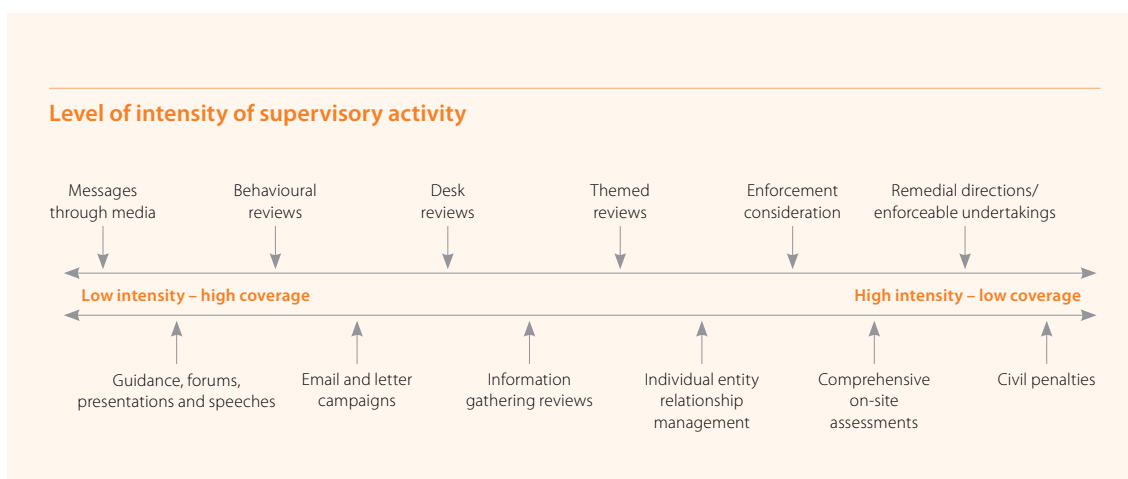 Level of intensity of supervisory activity
Messages
through media
Behavioural
reviews
Desk
reviews
Themed
reviews
Enforcement
consideration
Remedial directions/
enforceable undertakings
Low intensity – high coverage
High intensity – low coverage
Guidance, forums,
presentations and speeches
Email and letter
campaigns
Information
gathering reviews
Individual entity
relationship
management
Comprehensive
on-site
assessments
Civil penalties